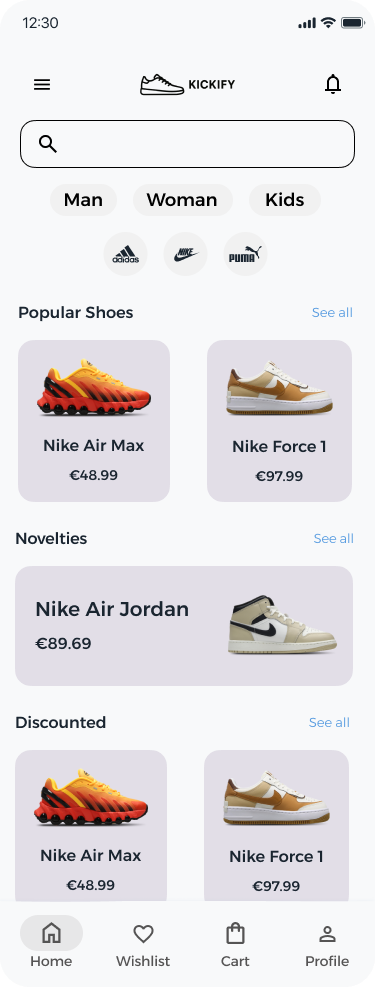 12:30
KICKIFY
Man Woman Kids
adidas NIKE PUMA
Popular Shoes See all
Nike Air Max Nike Force 1
€48.99 €97.99
Novelties See all
Nike Air Jordan
€89.69
Discounted See all
Nike Air Max Nike Force 1
€48.99 €97.99
Home Wishlist Cart Profile